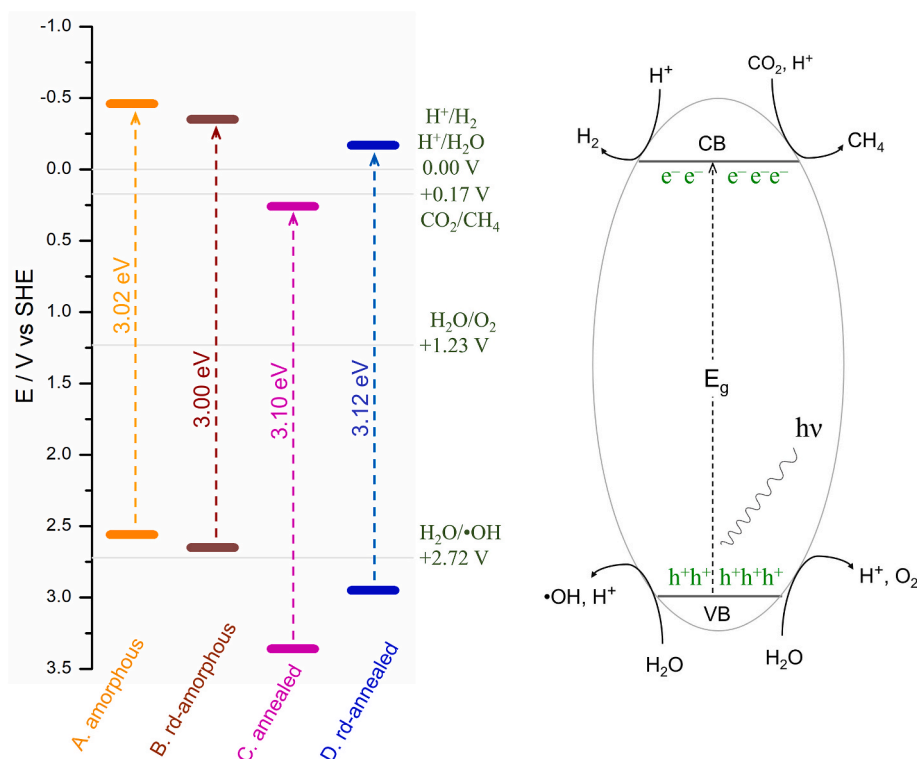 E / V vs SHE
-1.0
-0.5
0.0
0.5
1.0
1.5
2.0
2.5
3.0
3.5
3.02 eV
3.00 eV
3.10 eV
3.12 eV
A. amorphous
B. rd-amorphous
C. annealed
D. rd-annealed
H⁺/H₂
H⁺/H₂O
0.00 V
+0.17 V
CO₂/CH₄
H₂O/O₂
+1.23 V
H₂O/•OH
+2.72 V
H⁺
CO₂, H⁺
H₂
CB
CH₄
e⁻ e⁻ e⁻ e⁻e⁻
E_g
hν
h⁺h⁺ h⁺h⁺h⁺
•OH, H⁺
H⁺, O₂
VB
H₂O
H₂O